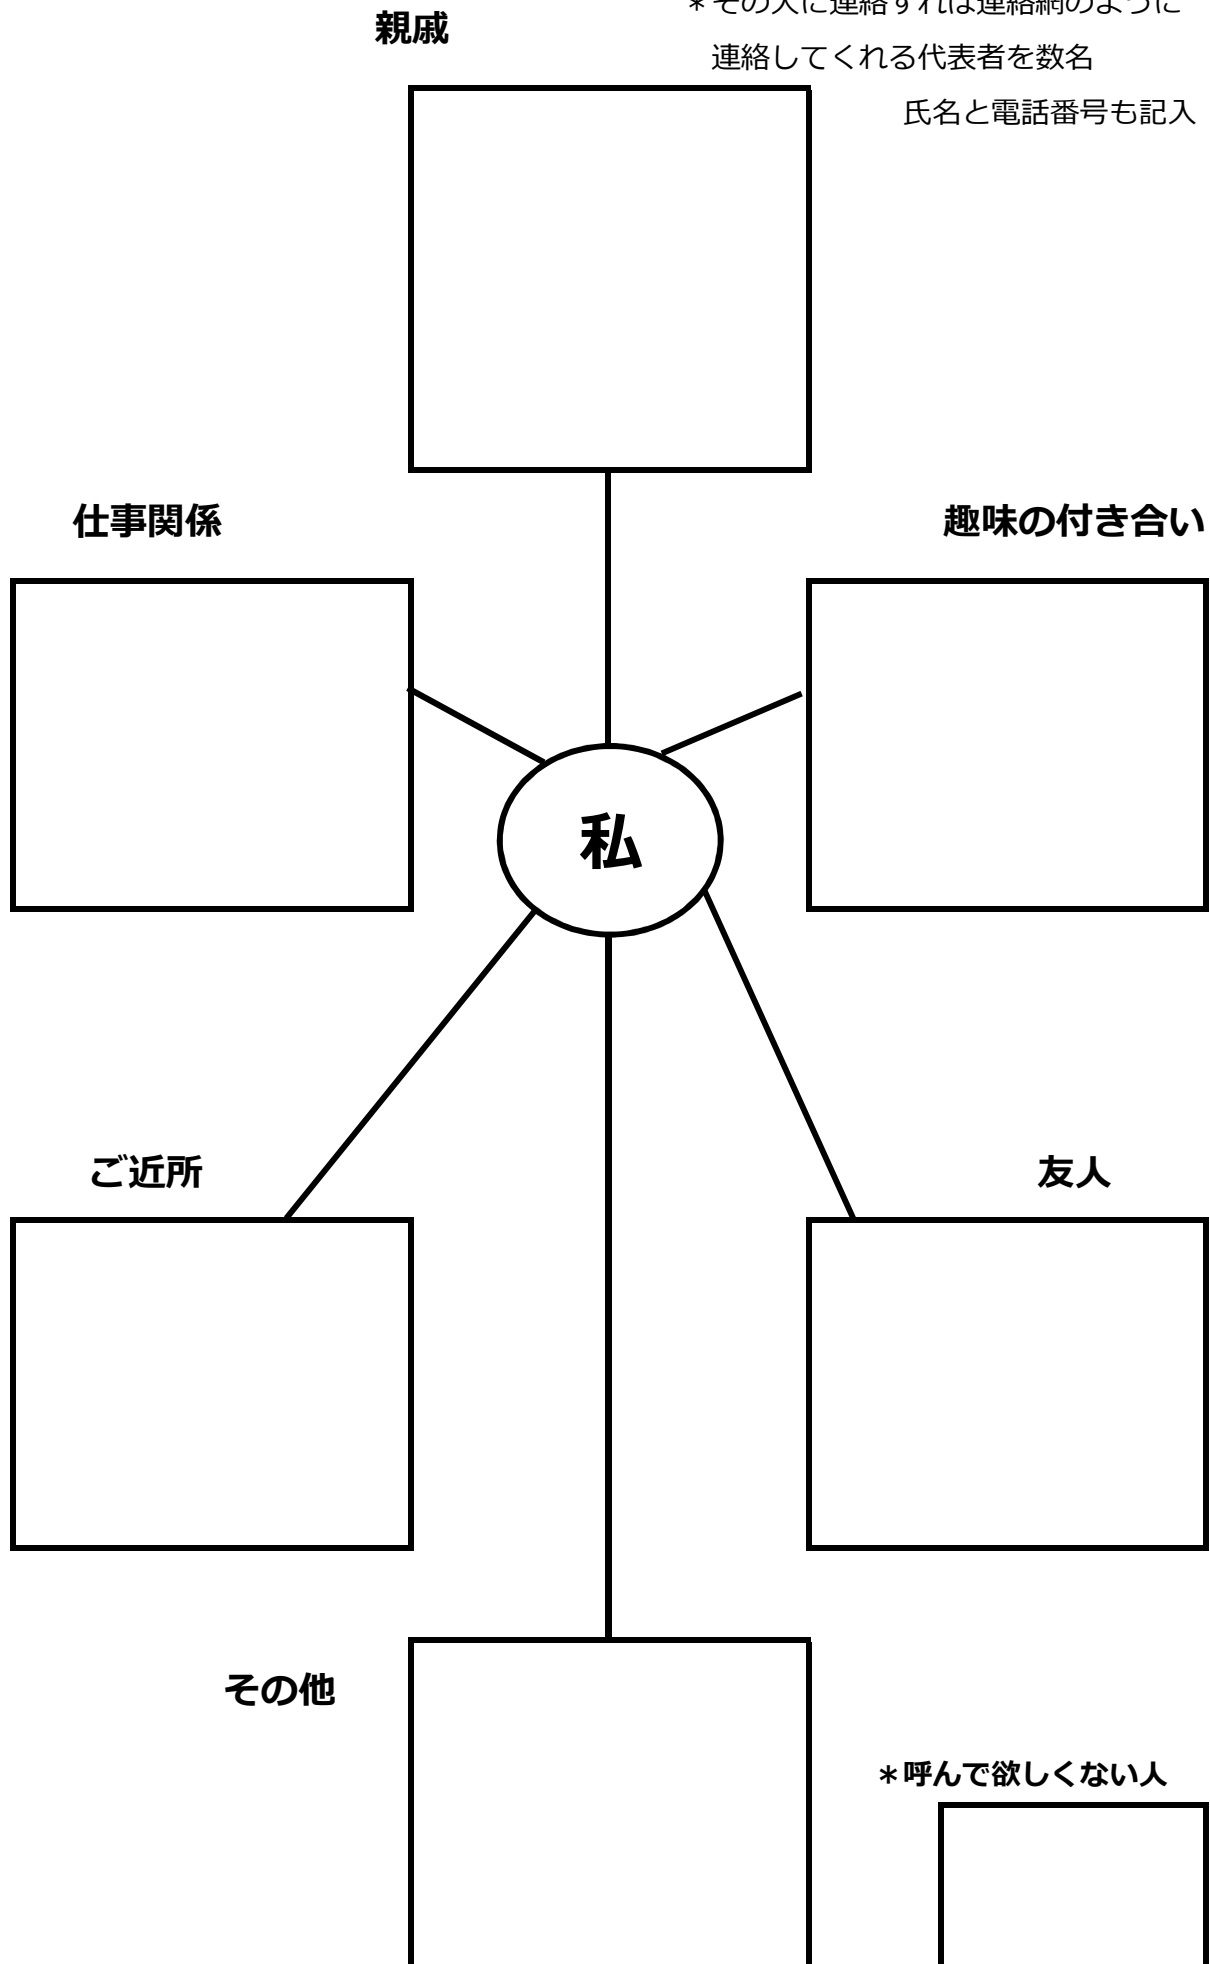 親戚
＊その人に連絡すれば連絡網のように
連絡してくれる代表者を数名
氏名と電話番号も記入
仕事関係
趣味の付き合い
私
ご近所
友人
その他
＊呼んで欲しくない人